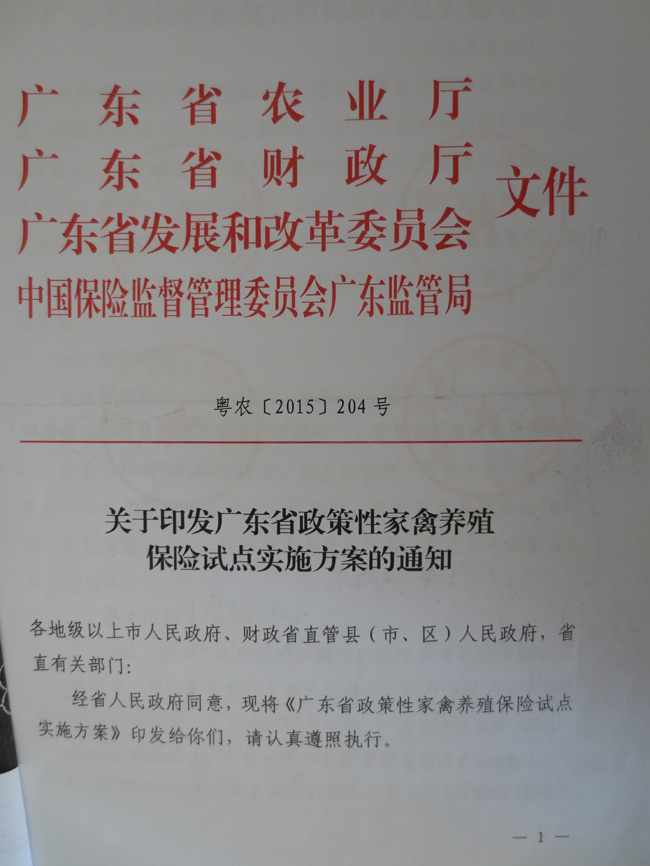 广东省农业厅
广东省财政厅
广东省发展和改革委员会
中国保险监督管理委员会广东监管局
文件
粤农〔2015〕204号
关于印发广东省政策性家禽养殖
保险试点实施方案的通知
各地级以上市人民政府、财政省直管县（市、区）人民政府，省
直有关部门：
经省人民政府同意，现将《广东省政策性家禽养殖保险试点
实施方案》印发给你们，请认真遵照执行。
— 1 —